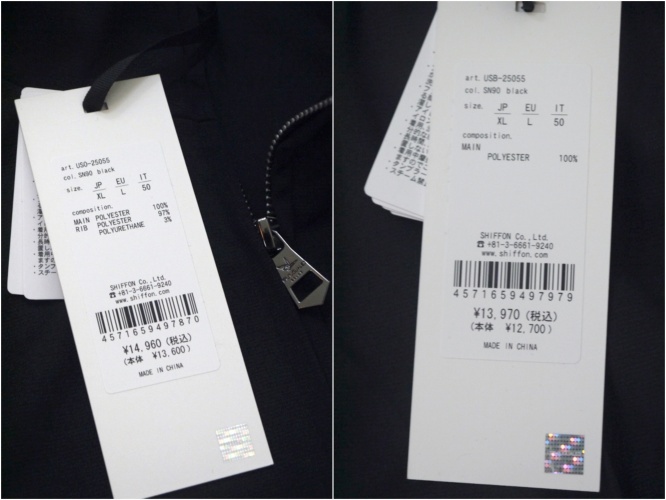 art. USO-25055
col. SN90 black
size. JP EU IT
XL L 50
composition.
MAIN POLYESTER 100%
RIB POLYESTER 97%
POLYURETHANE 3%
SHIFFON Co., Ltd.
☎+81-3-6661-9240
www.shiffon.com
4571659497870
¥14,960(税込)
(本体 ¥13,600)
MADE IN CHINA
art. USB-25055
col. SN90 black
size. JP EU IT
XL L 50
composition.
MAIN
POLYESTER 100%
SHIFFON Co., Ltd.
☎+81-3-6661-9240
4571659497979
¥13,970(税込)
(本体 ¥12,700)
MADE IN CHINA